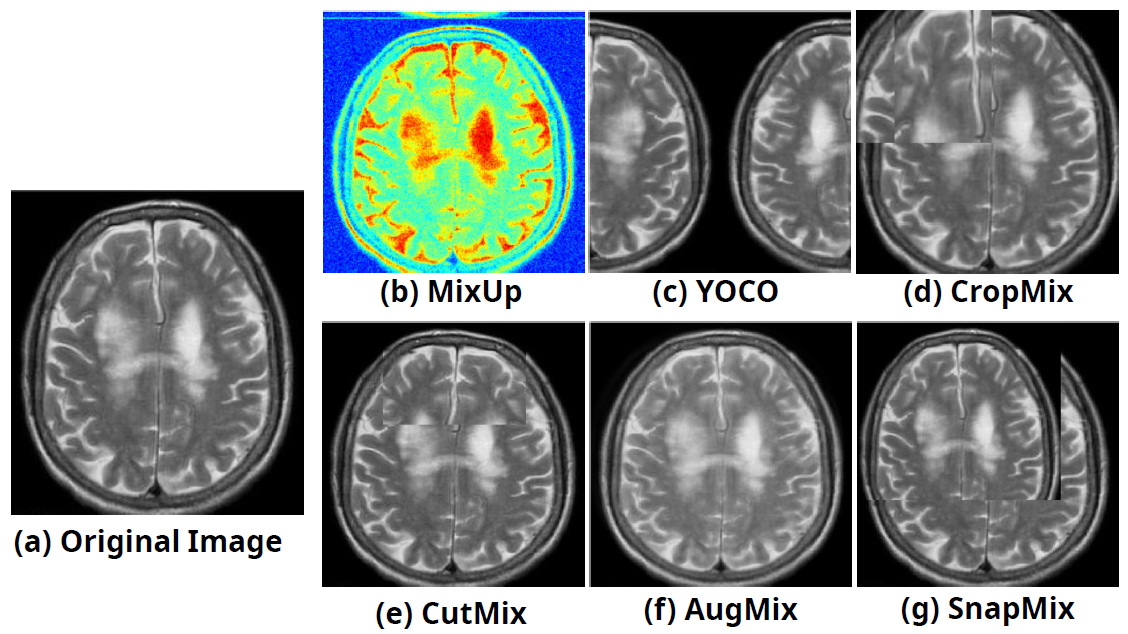 (b) MixUp
(c) YOCO
(d) CropMix
(a) Original Image
(e) CutMix
(f) AugMix
(g) SnapMix